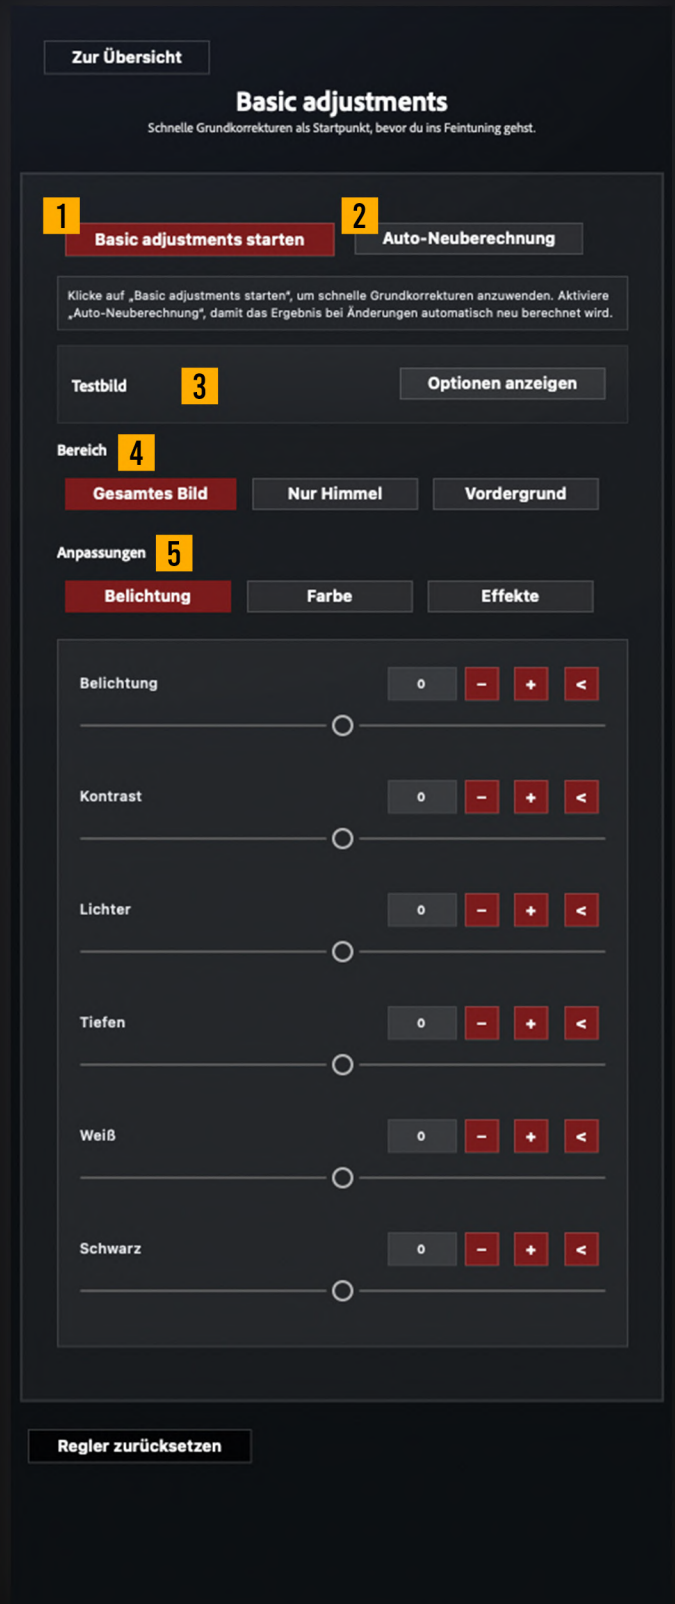 Zur Übersicht
Basic adjustments
Schnelle Grundkorrekturen als Startpunkt, bevor du ins Feintuning gehst.
1
2
Basic adjustments starten
Auto-Neuberechnung
Klicke auf „Basic adjustments starten“, um schnelle Grundkorrekturen anzuwenden. Aktiviere
„Auto-Neuberechnung“, damit das Ergebnis bei Änderungen automatisch neu berechnet wird.
Testbild
3
Optionen anzeigen
Bereich
4
Gesamtes Bild
Nur Himmel
Vordergrund
Anpassungen
5
Belichtung
Farbe
Effekte
Belichtung 0 – + <
Kontrast 0 – + <
Lichter 0 – + <
Tiefen 0 – + <
Weiß 0 – + <
Schwarz 0 – + <
Regler zurücksetzen